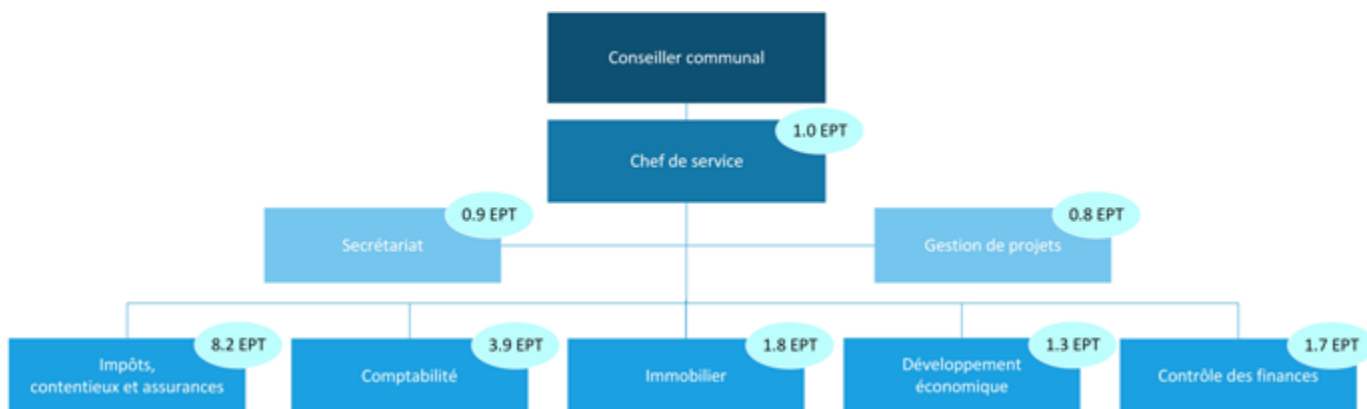 Conseiller communal
1.0 EPT
Chef de service
0.9 EPT
Secrétariat
0.8 EPT
Gestion de projets
8.2 EPT
Impôts,
contentieux et assurances
3.9 EPT
Comptabilité
1.8 EPT
Immobilier
1.3 EPT
Développement
économique
1.7 EPT
Contrôle des finances